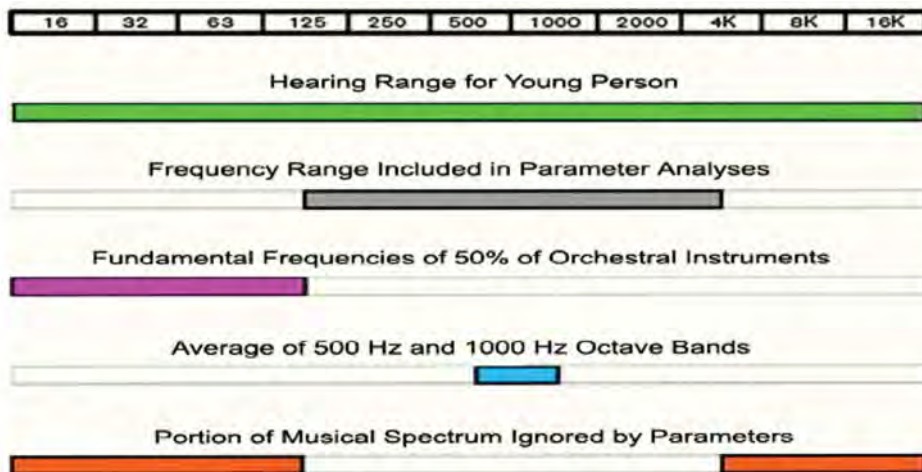 16 32 63 125 250 500 1000 2000 4K 8K 16K
Hearing Range for Young Person
Frequency Range Included in Parameter Analyses
Fundamental Frequencies of 50% of Orchestral Instruments
Average of 500 Hz and 1000 Hz Octave Bands
Portion of Musical Spectrum Ignored by Parameters